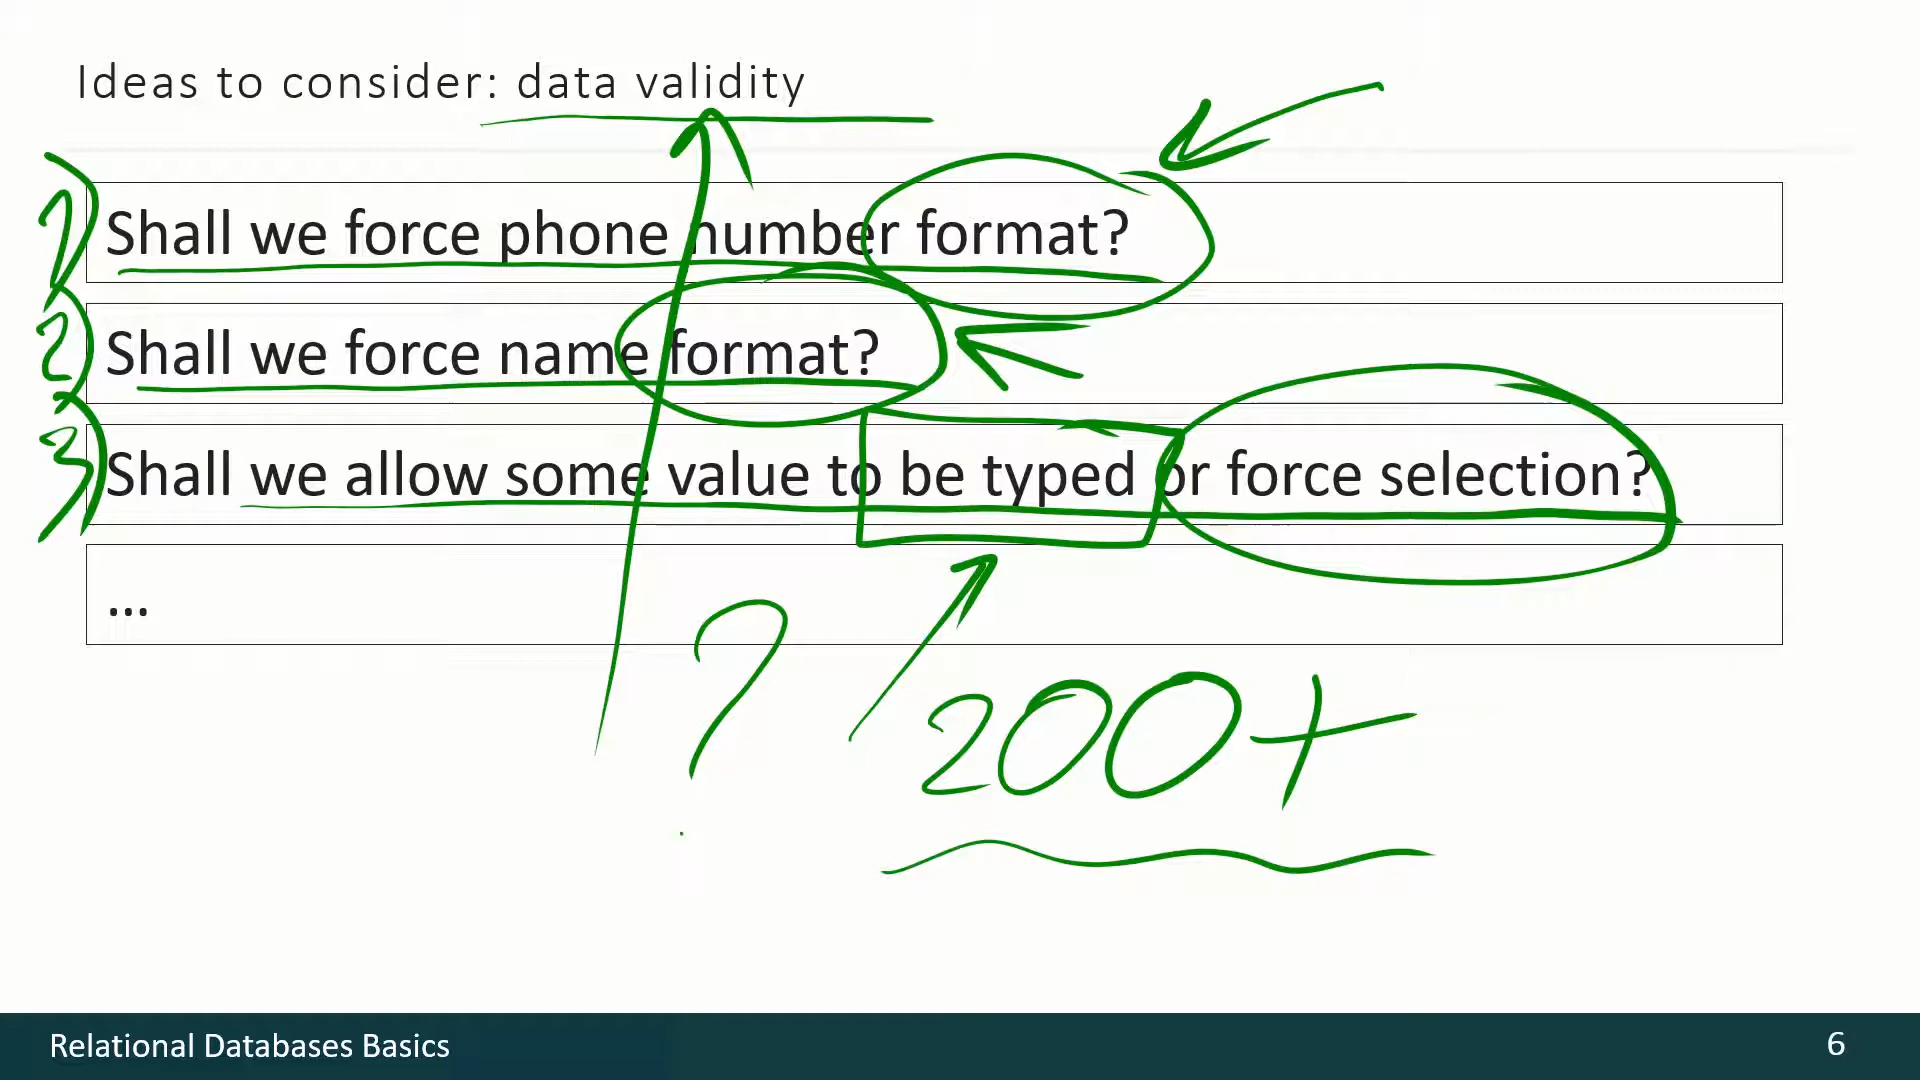 Ideas to consider: data validity
1) Shall we force phone number format?
2) Shall we force name format?
3) Shall we allow some value to be typed or force selection?
...
? 200+
Relational Databases Basics
6